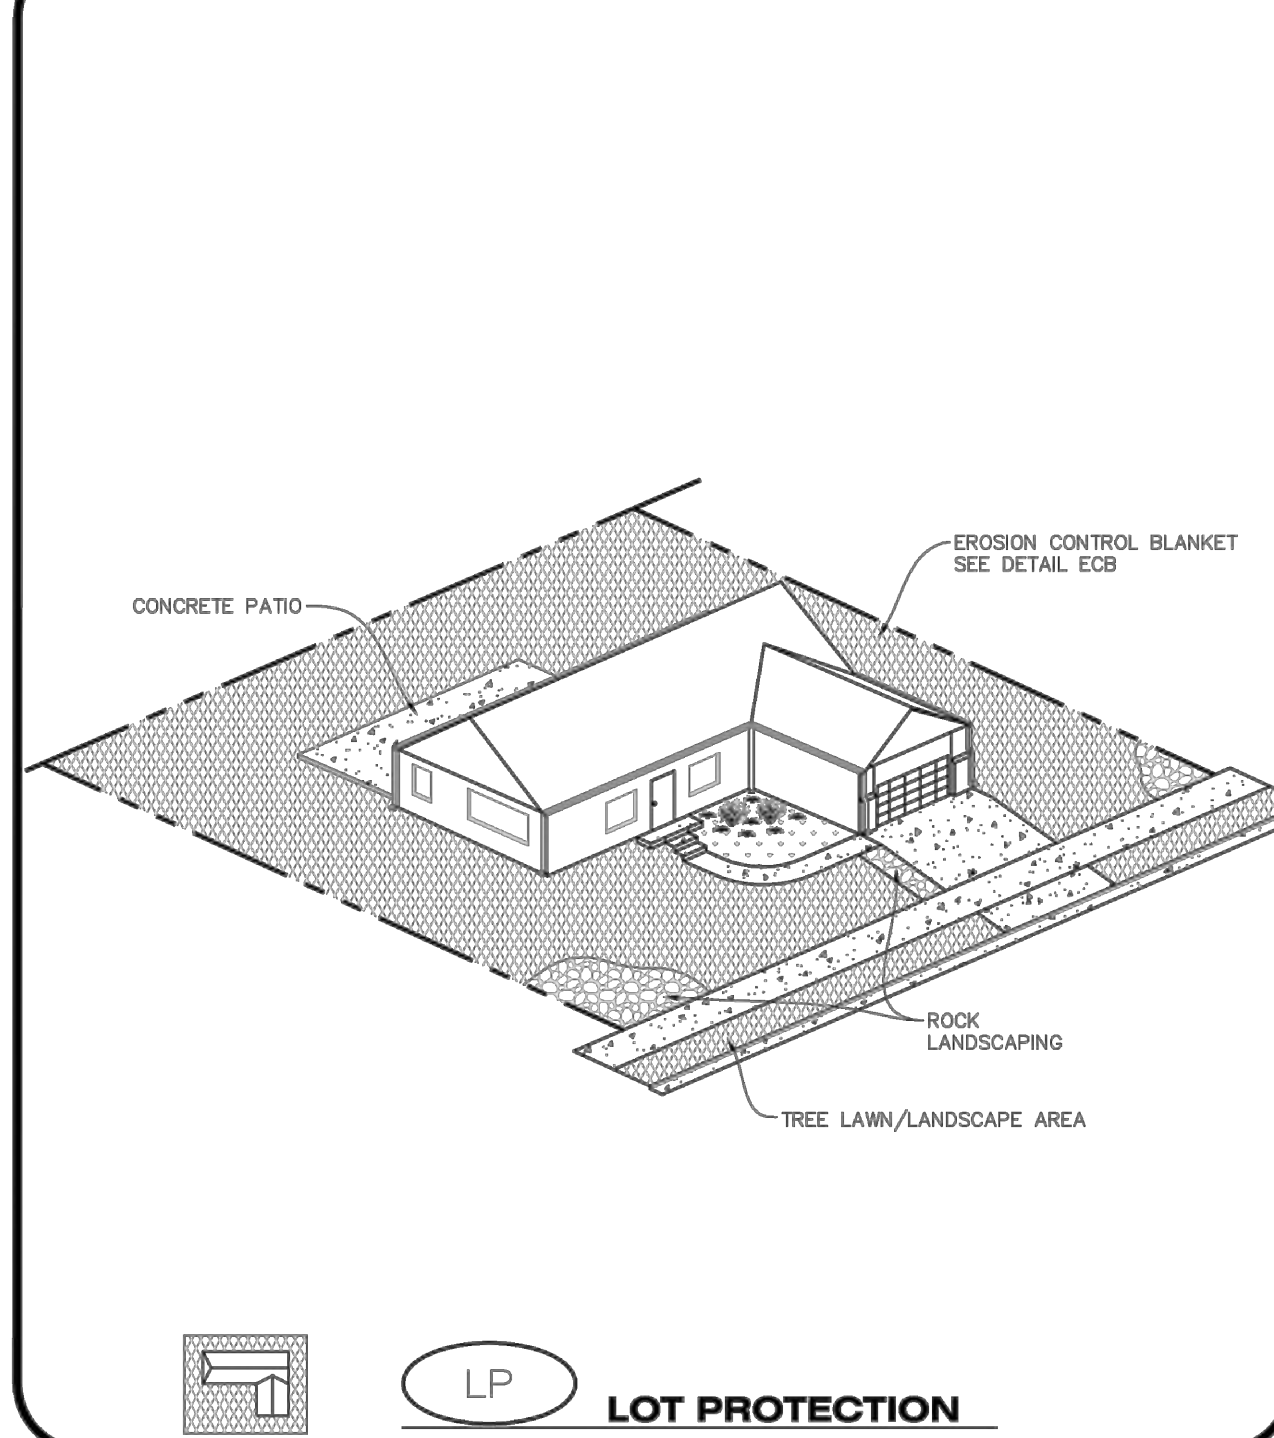 EROSION CONTROL BLANKET
SEE DETAIL ECB
CONCRETE PATIO
ROCK
LANDSCAPING
TREE LAWN/LANDSCAPE AREA
LP
LOT PROTECTION